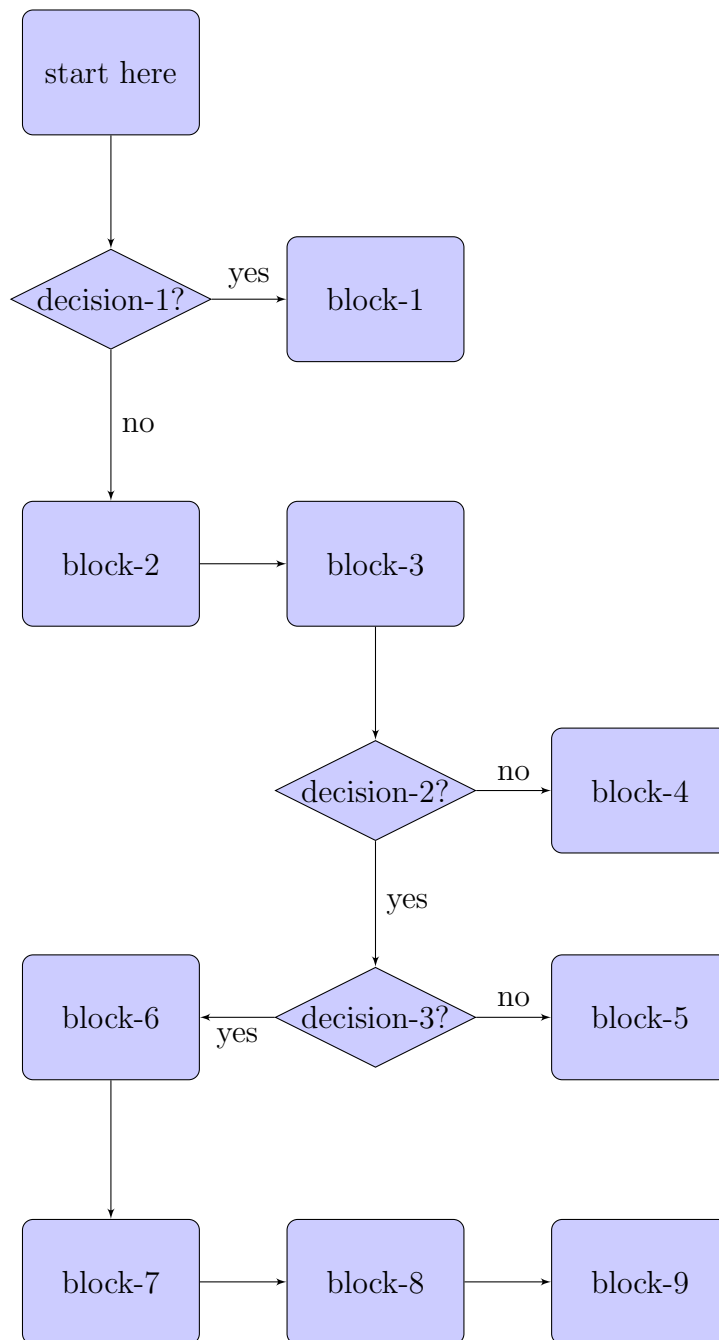 start here
decision-1?
yes
block-1
no
block-2
block-3
decision-2?
no
block-4
yes
block-6
yes
decision-3?
no
block-5
block-7
block-8
block-9